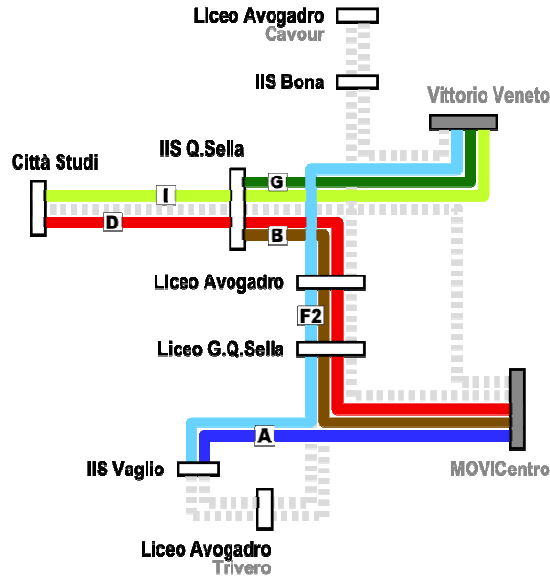 Liceo Avogadro
Cavour
IIS Bona
Vittorio Veneto
IIS Q.Sella
Città Studi
G
I
D
B
Liceo Avogadro
F2
Liceo G.Q.Sella
A
IIS Vaglio
MOVICentro
Liceo Avogadro
Trivero